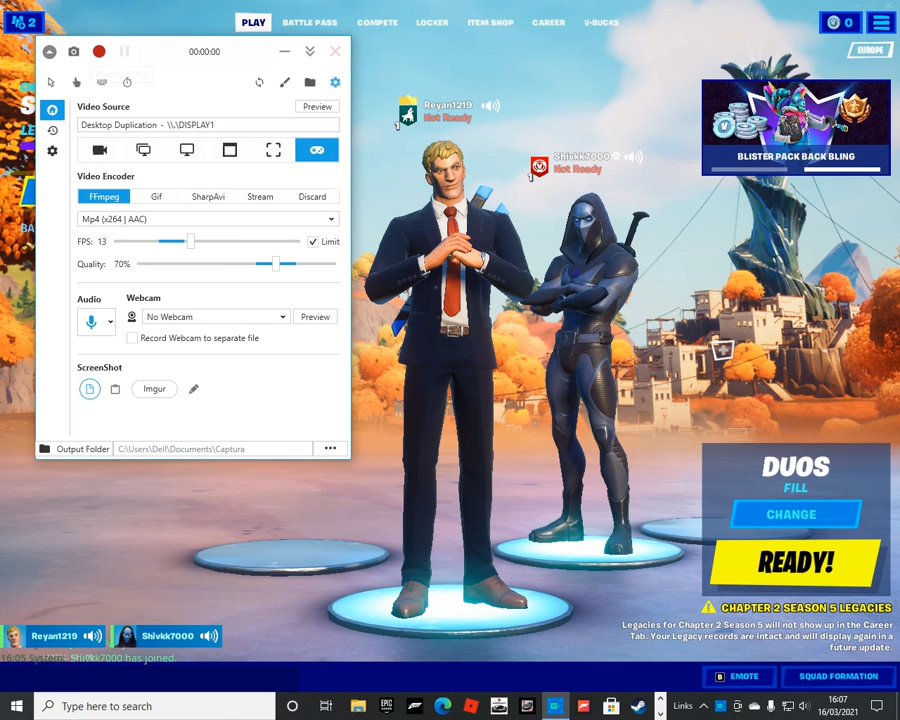 2
PLAY
BATTLE PASS
COMPETE
LOCKER
ITEM SHOP
CAREER
V-BUCKS
0
EUROPE
00:00:00
Video Source
Preview
Desktop Duplication - \\.\DISPLAY1
Video Encoder
FFmpeg Gif SharpAvi Stream Discard
Mp4 (x264 | AAC)
FPS: 13 Limit
Quality: 70%
Audio
Webcam
No Webcam Preview
Record Webcam to separate file
ScreenShot
Imgur
Output Folder C:\Users\Dell\Documents\Captura •••
Reyan1219
Not Ready
1
Shivkk7000
Not Ready
1
BLISTER PACK BACK BLING
DUOS
FILL
CHANGE
READY!
CHAPTER 2 SEASON 5 LEGACIES
Legacies for Chapter 2 Season 5 will not show up in the Career
Tab. Your Legacy records are intact and will display again in a
future update.
Reyan1219 Shivkk7000
16:05 System: Shivkk7000 has joined.
B EMOTE
SQUAD FORMATION
Type here to search
EPIC GAMES
Links
16:07
16/03/2021